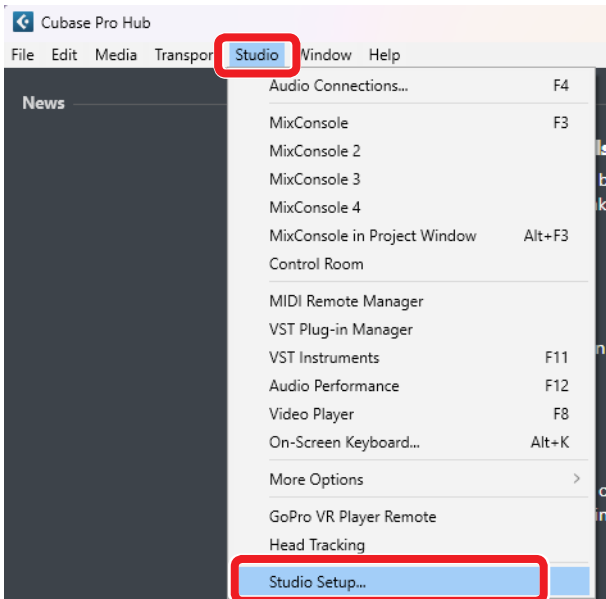 Cubase Pro Hub
File Edit Media Transpor Studio Window Help
News
Audio Connections... F4
MixConsole F3
MixConsole 2
MixConsole 3
MixConsole 4
MixConsole in Project Window Alt+F3
Control Room
MIDI Remote Manager
VST Plug-in Manager
VST Instruments F11
Audio Performance F12
Video Player F8
On-Screen Keyboard... Alt+K
More Options
GoPro VR Player Remote
Head Tracking
Studio Setup...